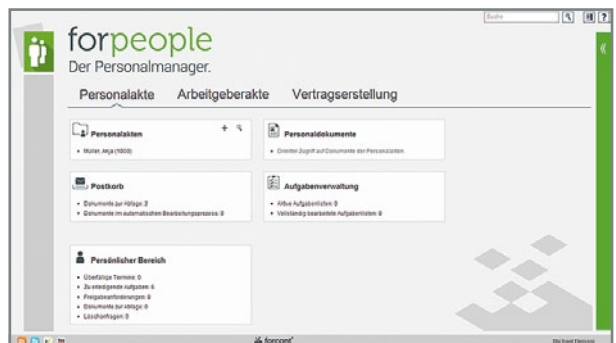 Suche
?
forpeople
Der Personalmanager.
Personalakte Arbeitgeberakte Vertragserstellung
Personalakten
Müller, Anja (1000)
Personaldokumente
Direkter Zugriff auf Dokumente der Personalakten
Postkorb
Dokumente zur Ablage: 2
Dokumente im automatischen Bearbeitungsprozess: 0
Aufgabenverwaltung
Aktive Aufgabenlisten: 0
Vollständig bearbeitete Aufgabenlisten: 0
Persönlicher Bereich
Überfällige Termine: 0
Zu erledigende Aufgaben: 6
Freigabeanforderungen: 0
Dokumente zur Ablage: 0
Löschanfragen: 0
forcont